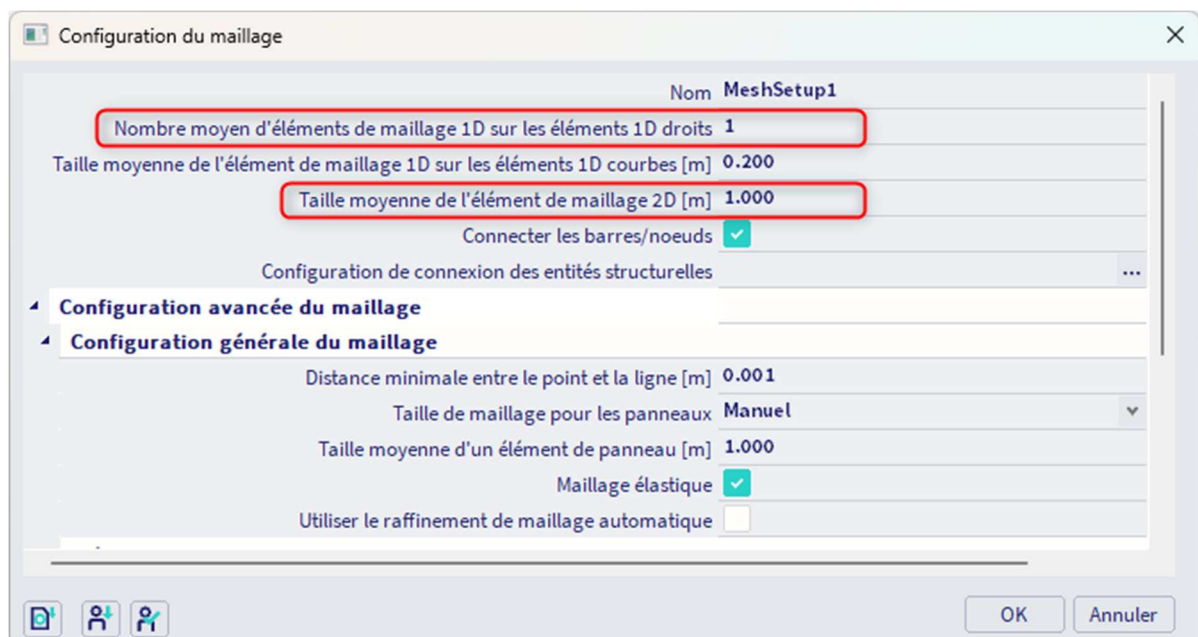 Configuration du maillage
Nom MeshSetup1
Nombre moyen d'éléments de maillage 1D sur les éléments 1D droits 1
Taille moyenne de l'élément de maillage 1D sur les éléments 1D courbes [m] 0.200
Taille moyenne de l'élément de maillage 2D [m] 1.000
Connecter les barres/noeuds
Configuration de connexion des entités structurelles ...
Configuration avancée du maillage
Configuration générale du maillage
Distance minimale entre le point et la ligne [m] 0.001
Taille de maillage pour les panneaux Manuel
Taille moyenne d'un élément de panneau [m] 1.000
Maillage élastique
Utiliser le raffinement de maillage automatique
OK Annuler